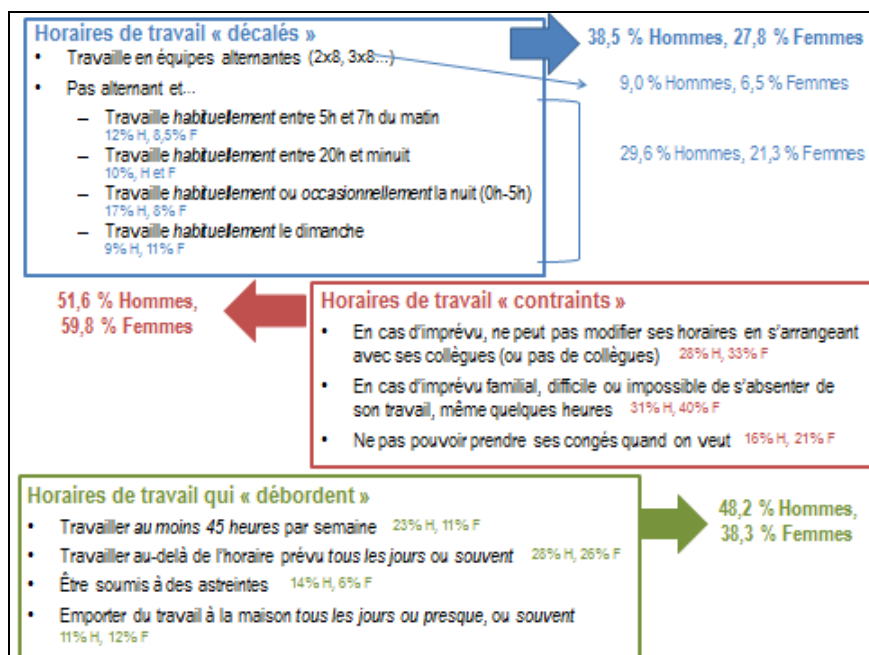 Horaires de travail « décalés »
38,5 % Hommes, 27,8 % Femmes
• Travaille en équipes alternantes (2x8, 3x8...)
9,0 % Hommes, 6,5 % Femmes
• Pas alternant et...
– Travaille habituellement entre 5h et 7h du matin
12% H, 8,5% F
– Travaille habituellement entre 20h et minuit
10%, H et F
29,6 % Hommes, 21,3 % Femmes
– Travaille habituellement ou occasionnellement la nuit (0h-5h)
17% H, 8% F
– Travaille habituellement le dimanche
9% H, 11% F
51,6 % Hommes,
59,8 % Femmes
Horaires de travail « contraints »
• En cas d'imprévu, ne peut pas modifier ses horaires en s'arrangeant
avec ses collègues (ou pas de collègues) 28% H, 33% F
• En cas d'imprévu familial, difficile ou impossible de s'absenter de
son travail, même quelques heures 31% H, 40% F
• Ne pas pouvoir prendre ses congés quand on veut 16% H, 21% F
Horaires de travail qui « débordent »
48,2 % Hommes,
38,3 % Femmes
• Travailler au moins 45 heures par semaine 23% H, 11% F
• Travailler au-delà de l'horaire prévu tous les jours ou souvent 28% H, 26% F
• Être soumis à des astreintes 14% H, 6% F
• Emporter du travail à la maison tous les jours ou presque, ou souvent
11% H, 12% F